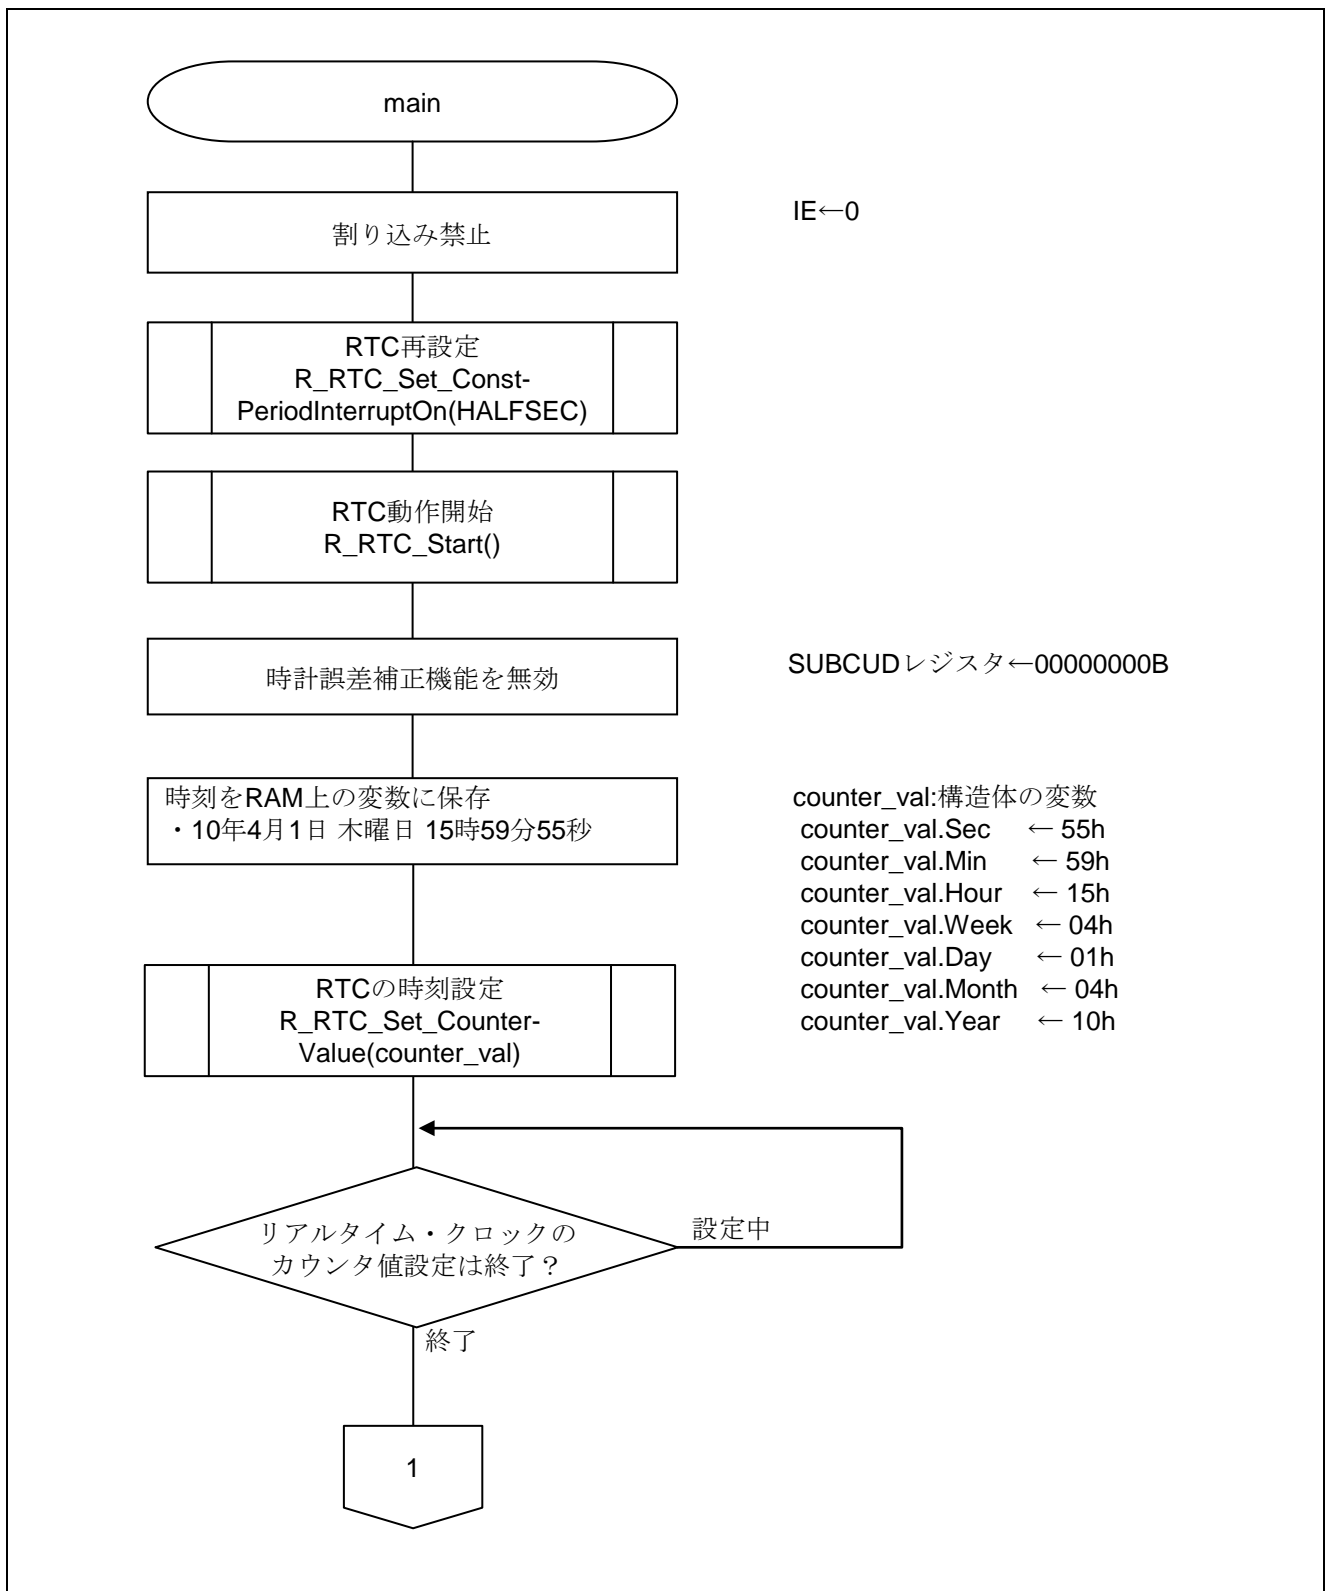 main
割り込み禁止
IE←0
RTC再設定
R_RTC_Set_Const-
PeriodInterruptOn(HALFSEC)
RTC動作開始
R_RTC_Start()
時計誤差補正機能を無効
SUBCUDレジスタ←00000000B
時刻をRAM上の変数に保存
・10年4月1日 木曜日 15時59分55秒
counter_val:構造体の変数
counter_val.Sec ← 55h
counter_val.Min ← 59h
counter_val.Hour ← 15h
counter_val.Week ← 04h
counter_val.Day ← 01h
counter_val.Month ← 04h
counter_val.Year ← 10h
RTCの時刻設定
R_RTC_Set_Counter-
Value(counter_val)
リアルタイム・クロックの
カウンタ値設定は終了？
設定中
終了
1